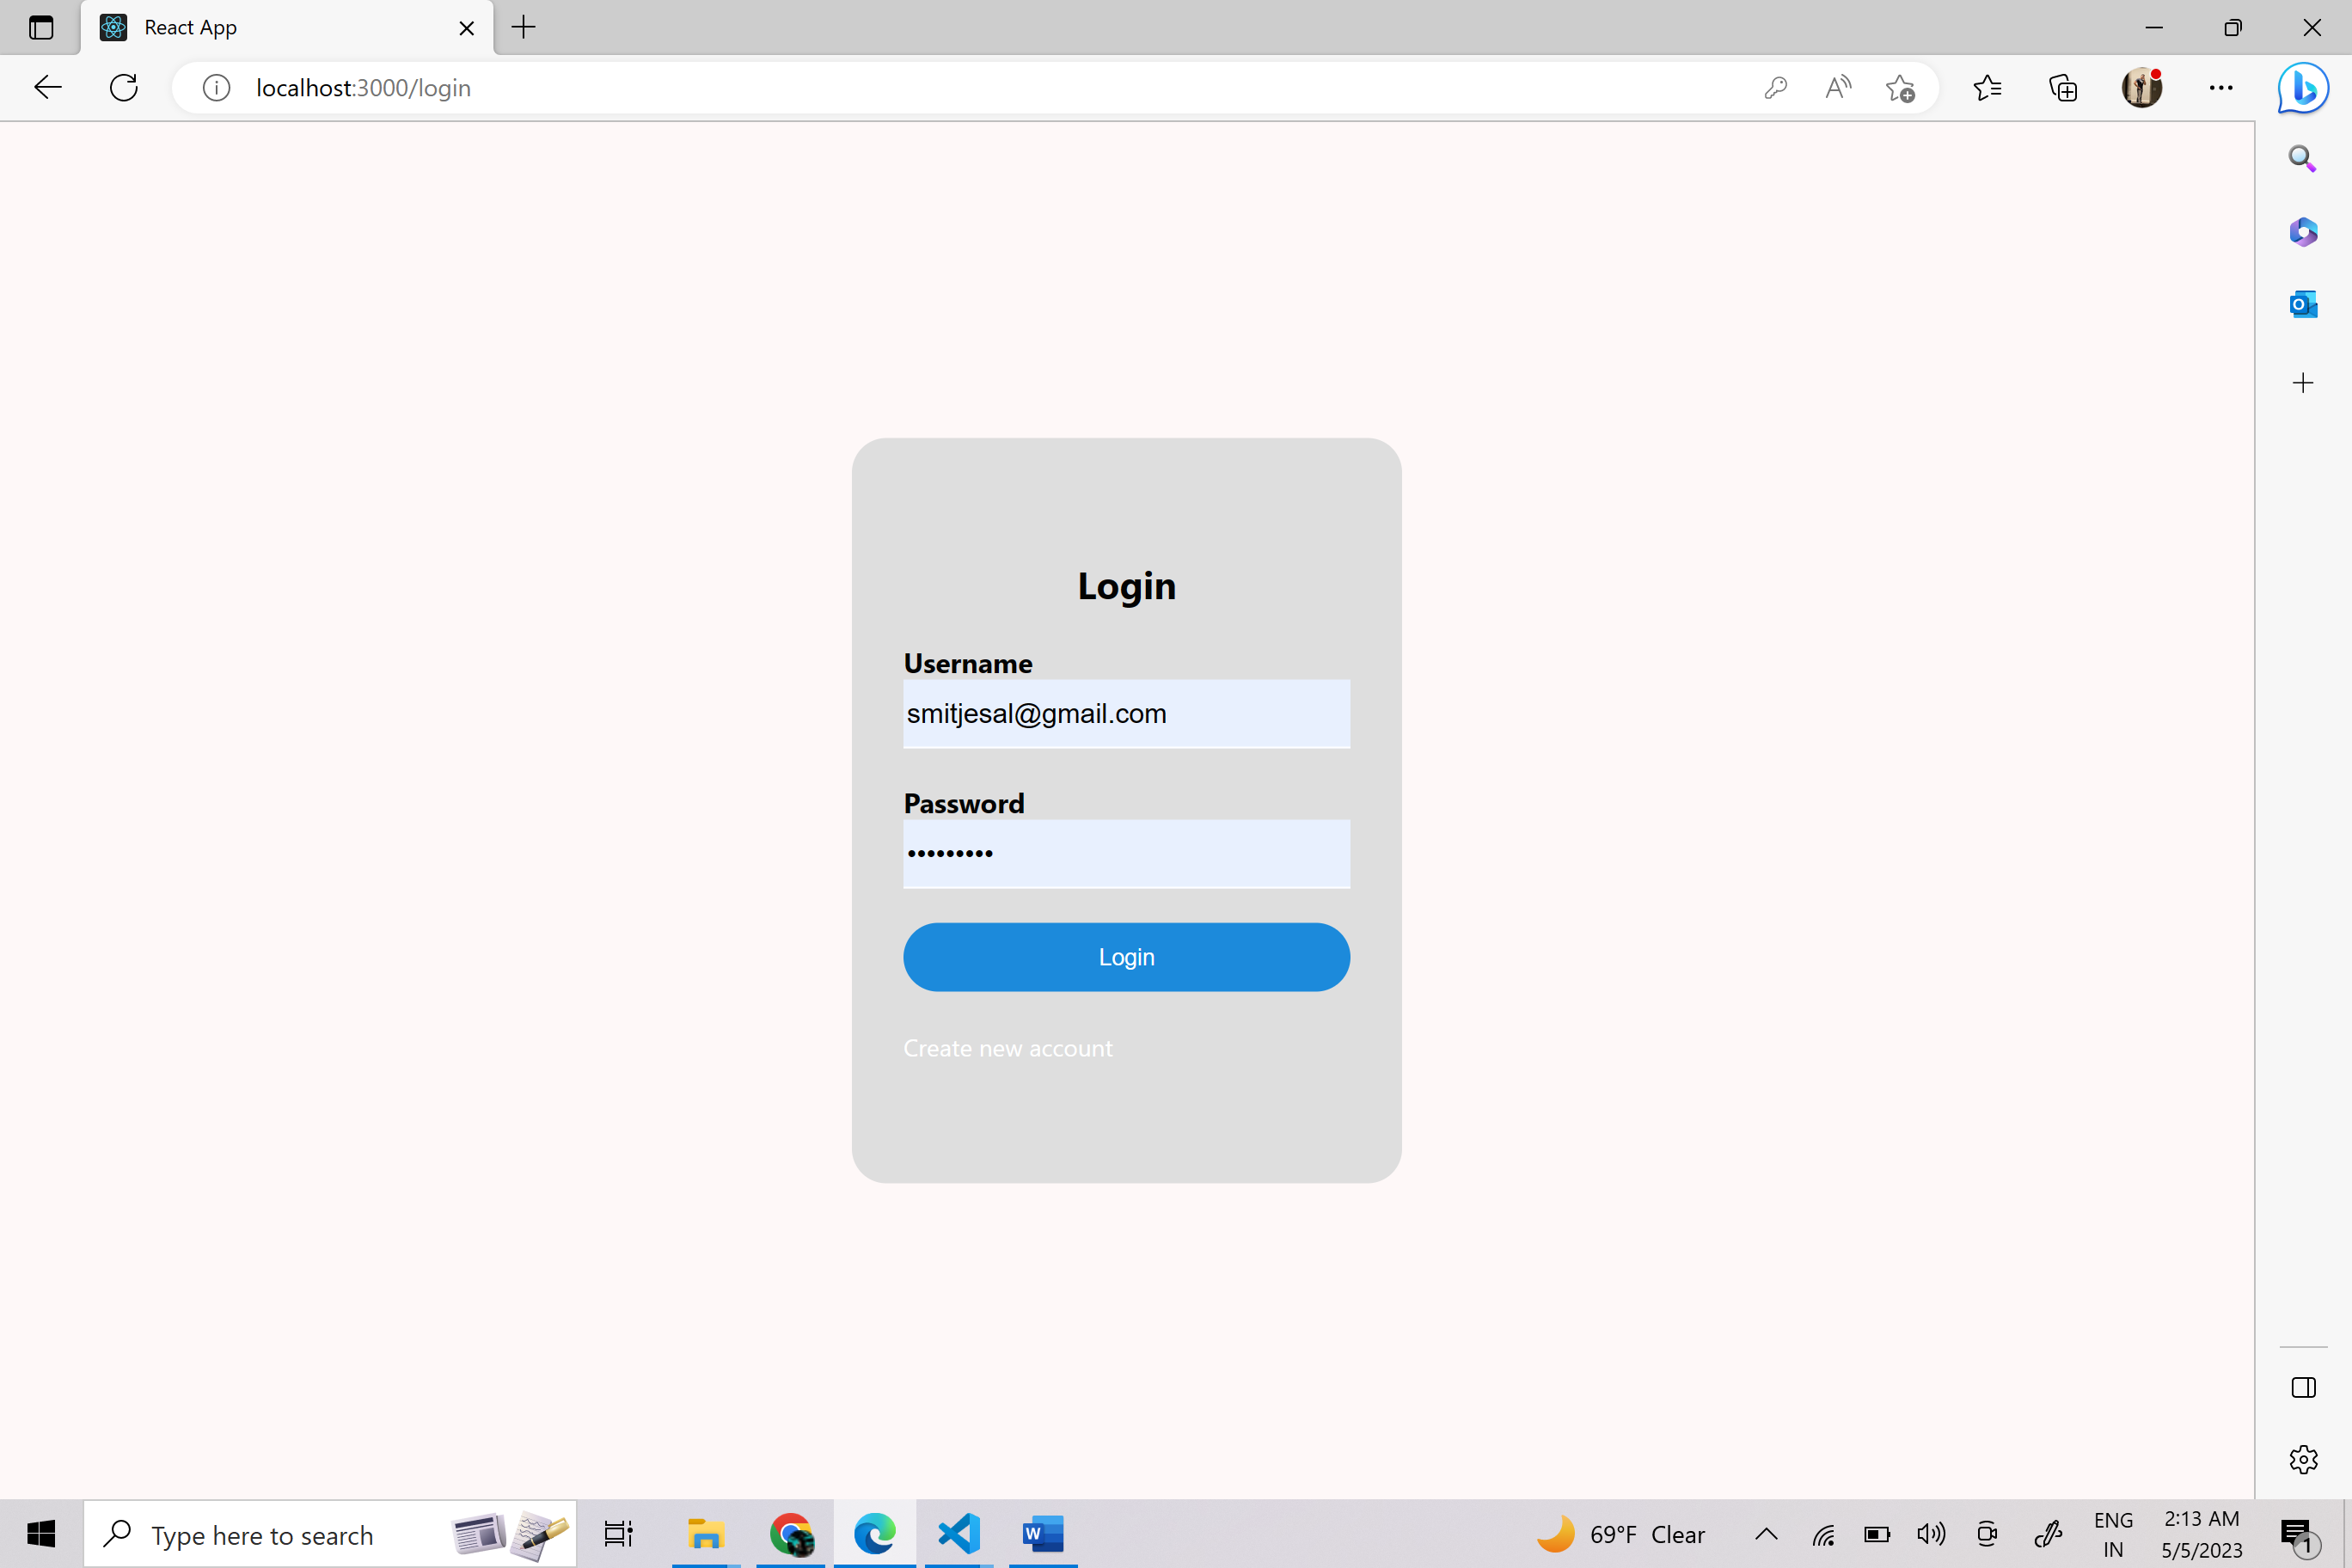 React App
localhost:3000/login
Login
Username
smitjesal@gmail.com
Password
•••••••••
Login
Create new account
Type here to search
69°F Clear
ENG
IN
2:13 AM
5/5/2023
1